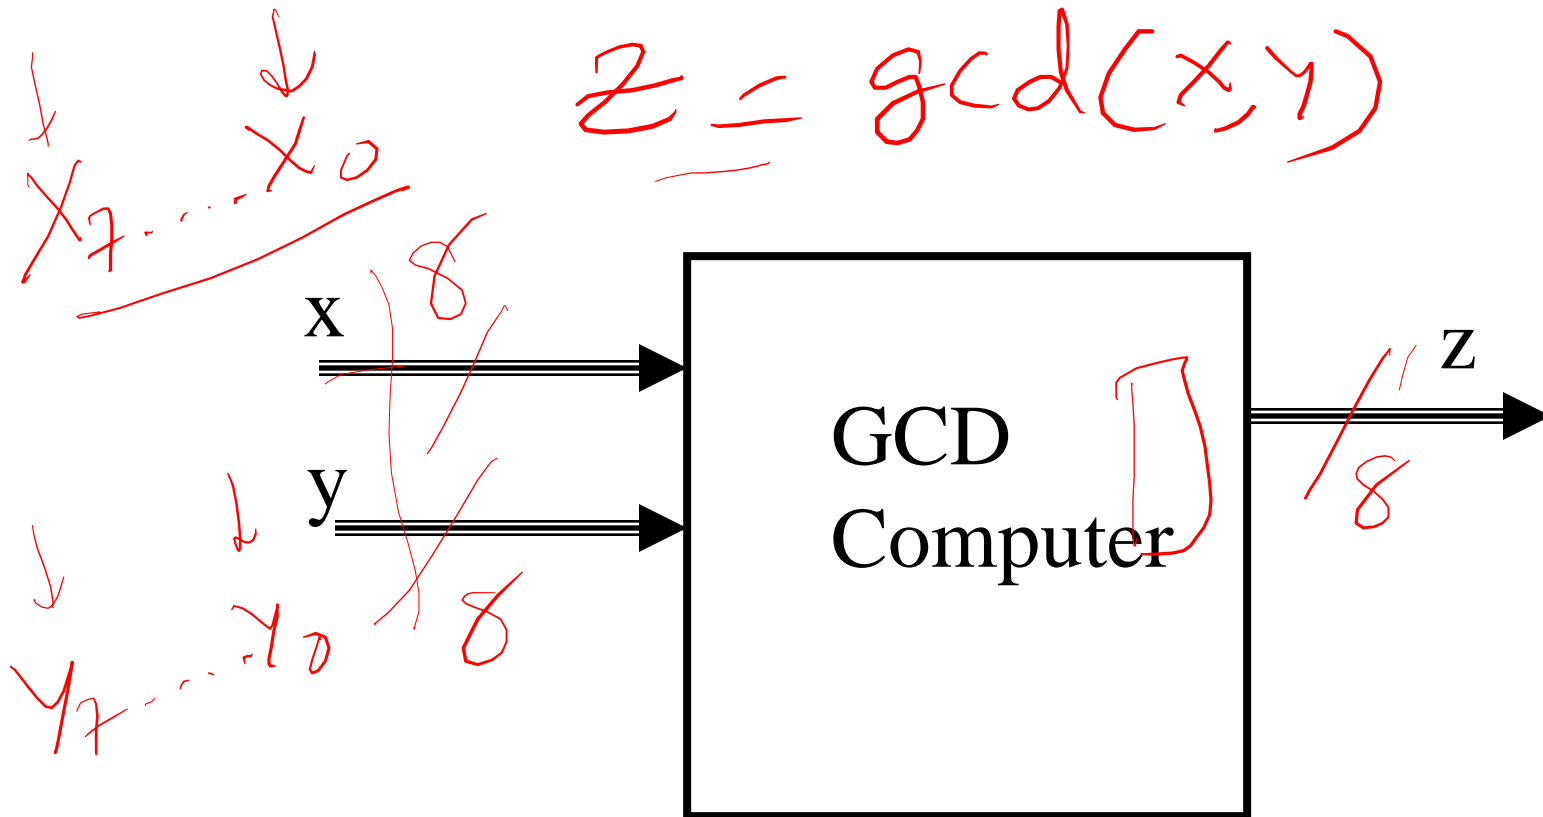 z = gcd(x,y)
X7.....X0
8
x
z
GCD
Computer
8
y
8
Y7.....Y0